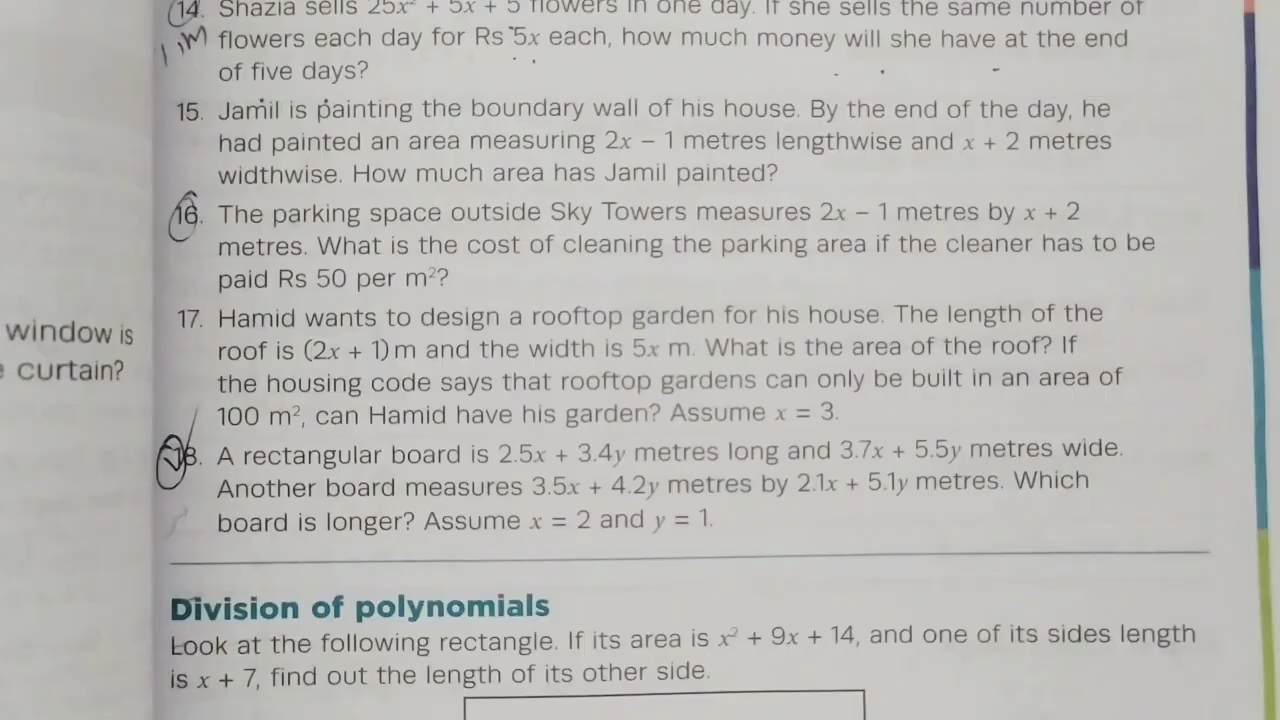 14. Shazia sells 25x² + 5x + 5 flowers in one day. If she sells the same number of
flowers each day for Rs 5x each, how much money will she have at the end
of five days?
15. Jamil is painting the boundary wall of his house. By the end of the day, he
had painted an area measuring 2x – 1 metres lengthwise and x + 2 metres
widthwise. How much area has Jamil painted?
16. The parking space outside Sky Towers measures 2x – 1 metres by x + 2
metres. What is the cost of cleaning the parking area if the cleaner has to be
paid Rs 50 per m²?
17. Hamid wants to design a rooftop garden for his house. The length of the
roof is (2x + 1) m and the width is 5x m. What is the area of the roof? If
the housing code says that rooftop gardens can only be built in an area of
100 m², can Hamid have his garden? Assume x = 3.
18. A rectangular board is 2.5x + 3.4y metres long and 3.7x + 5.5y metres wide.
Another board measures 3.5x + 4.2y metres by 2.1x + 5.1y metres. Which
board is longer? Assume x = 2 and y = 1.
window is
curtain?
Division of polynomials
Look at the following rectangle. If its area is x² + 9x + 14, and one of its sides length
is x + 7, find out the length of its other side.